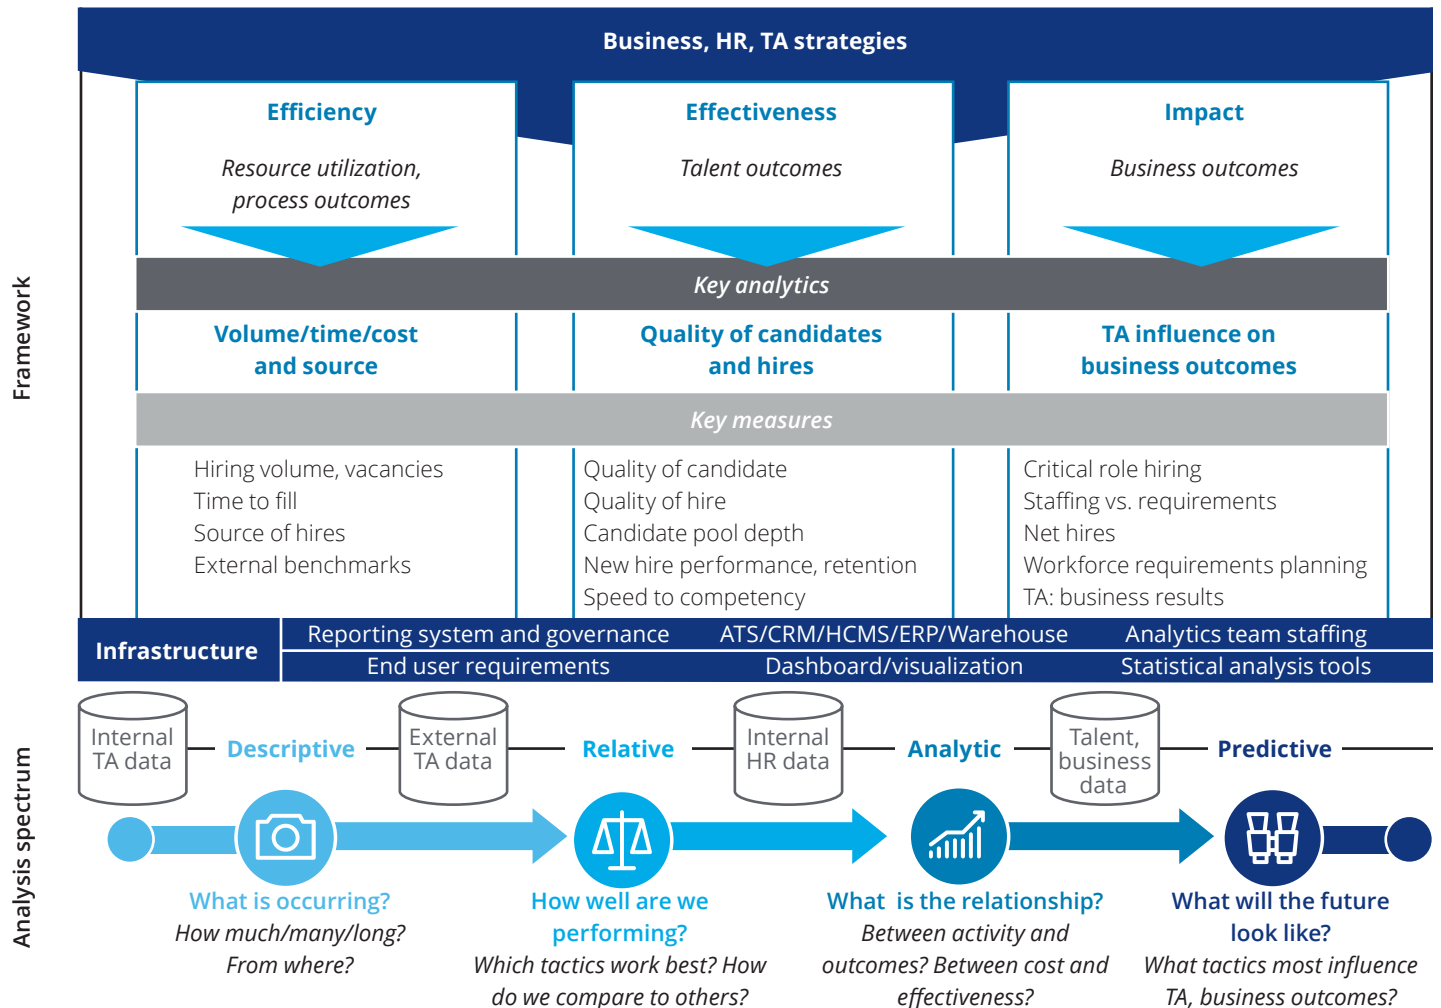 Business, HR, TA strategies
Framework
Efficiency
Resource utilization,
process outcomes
Effectiveness
Talent outcomes
Impact
Business outcomes
Key analytics
Volume/time/cost
and source
Quality of candidates
and hires
TA influence on
business outcomes
Key measures
Hiring volume, vacancies
Time to fill
Source of hires
External benchmarks
Quality of candidate
Quality of hire
Candidate pool depth
New hire performance, retention
Speed to competency
Critical role hiring
Staffing vs. requirements
Net hires
Workforce requirements planning
TA: business results
Infrastructure
Reporting system and governance
ATS/CRM/HCMS/ERP/Warehouse
Analytics team staffing
End user requirements
Dashboard/visualization
Statistical analysis tools
Analysis spectrum
Internal
TA data
Descriptive
External
TA data
Relative
Internal
HR data
Analytic
Talent,
business
data
Predictive
What is occurring?
How much/many/long?
From where?
How well are we
performing?
Which tactics work best? How
do we compare to others?
What  is the relationship?
Between activity and
outcomes? Between cost and
effectiveness?
What will the future
look like?
What tactics most influence
TA, business outcomes?